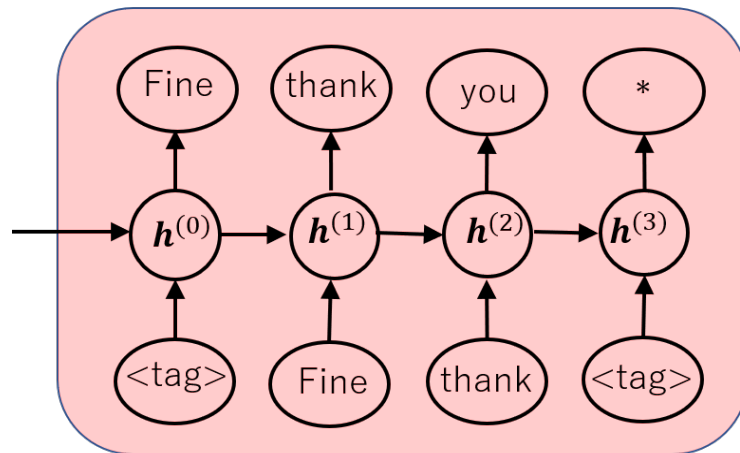 Fine thank you *
h^(0) h^(1) h^(2) h^(3)
<tag> Fine thank <tag>